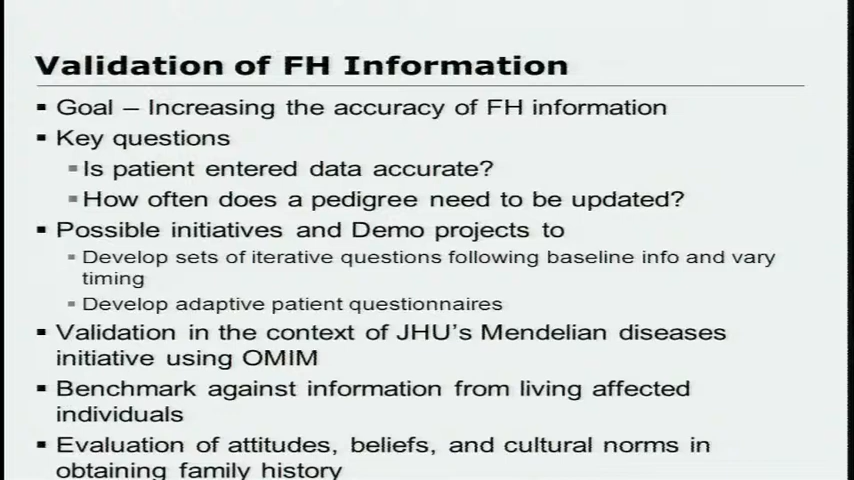 Validation of FH Information
▪ Goal – Increasing the accuracy of FH information
▪ Key questions
▪ Is patient entered data accurate?
▪ How often does a pedigree need to be updated?
▪ Possible initiatives and Demo projects to
▪ Develop sets of iterative questions following baseline info and vary
timing
▪ Develop adaptive patient questionnaires
▪ Validation in the context of JHU's Mendelian diseases
initiative using OMIM
▪ Benchmark against information from living affected
individuals
▪ Evaluation of attitudes, beliefs, and cultural norms in
obtaining family history